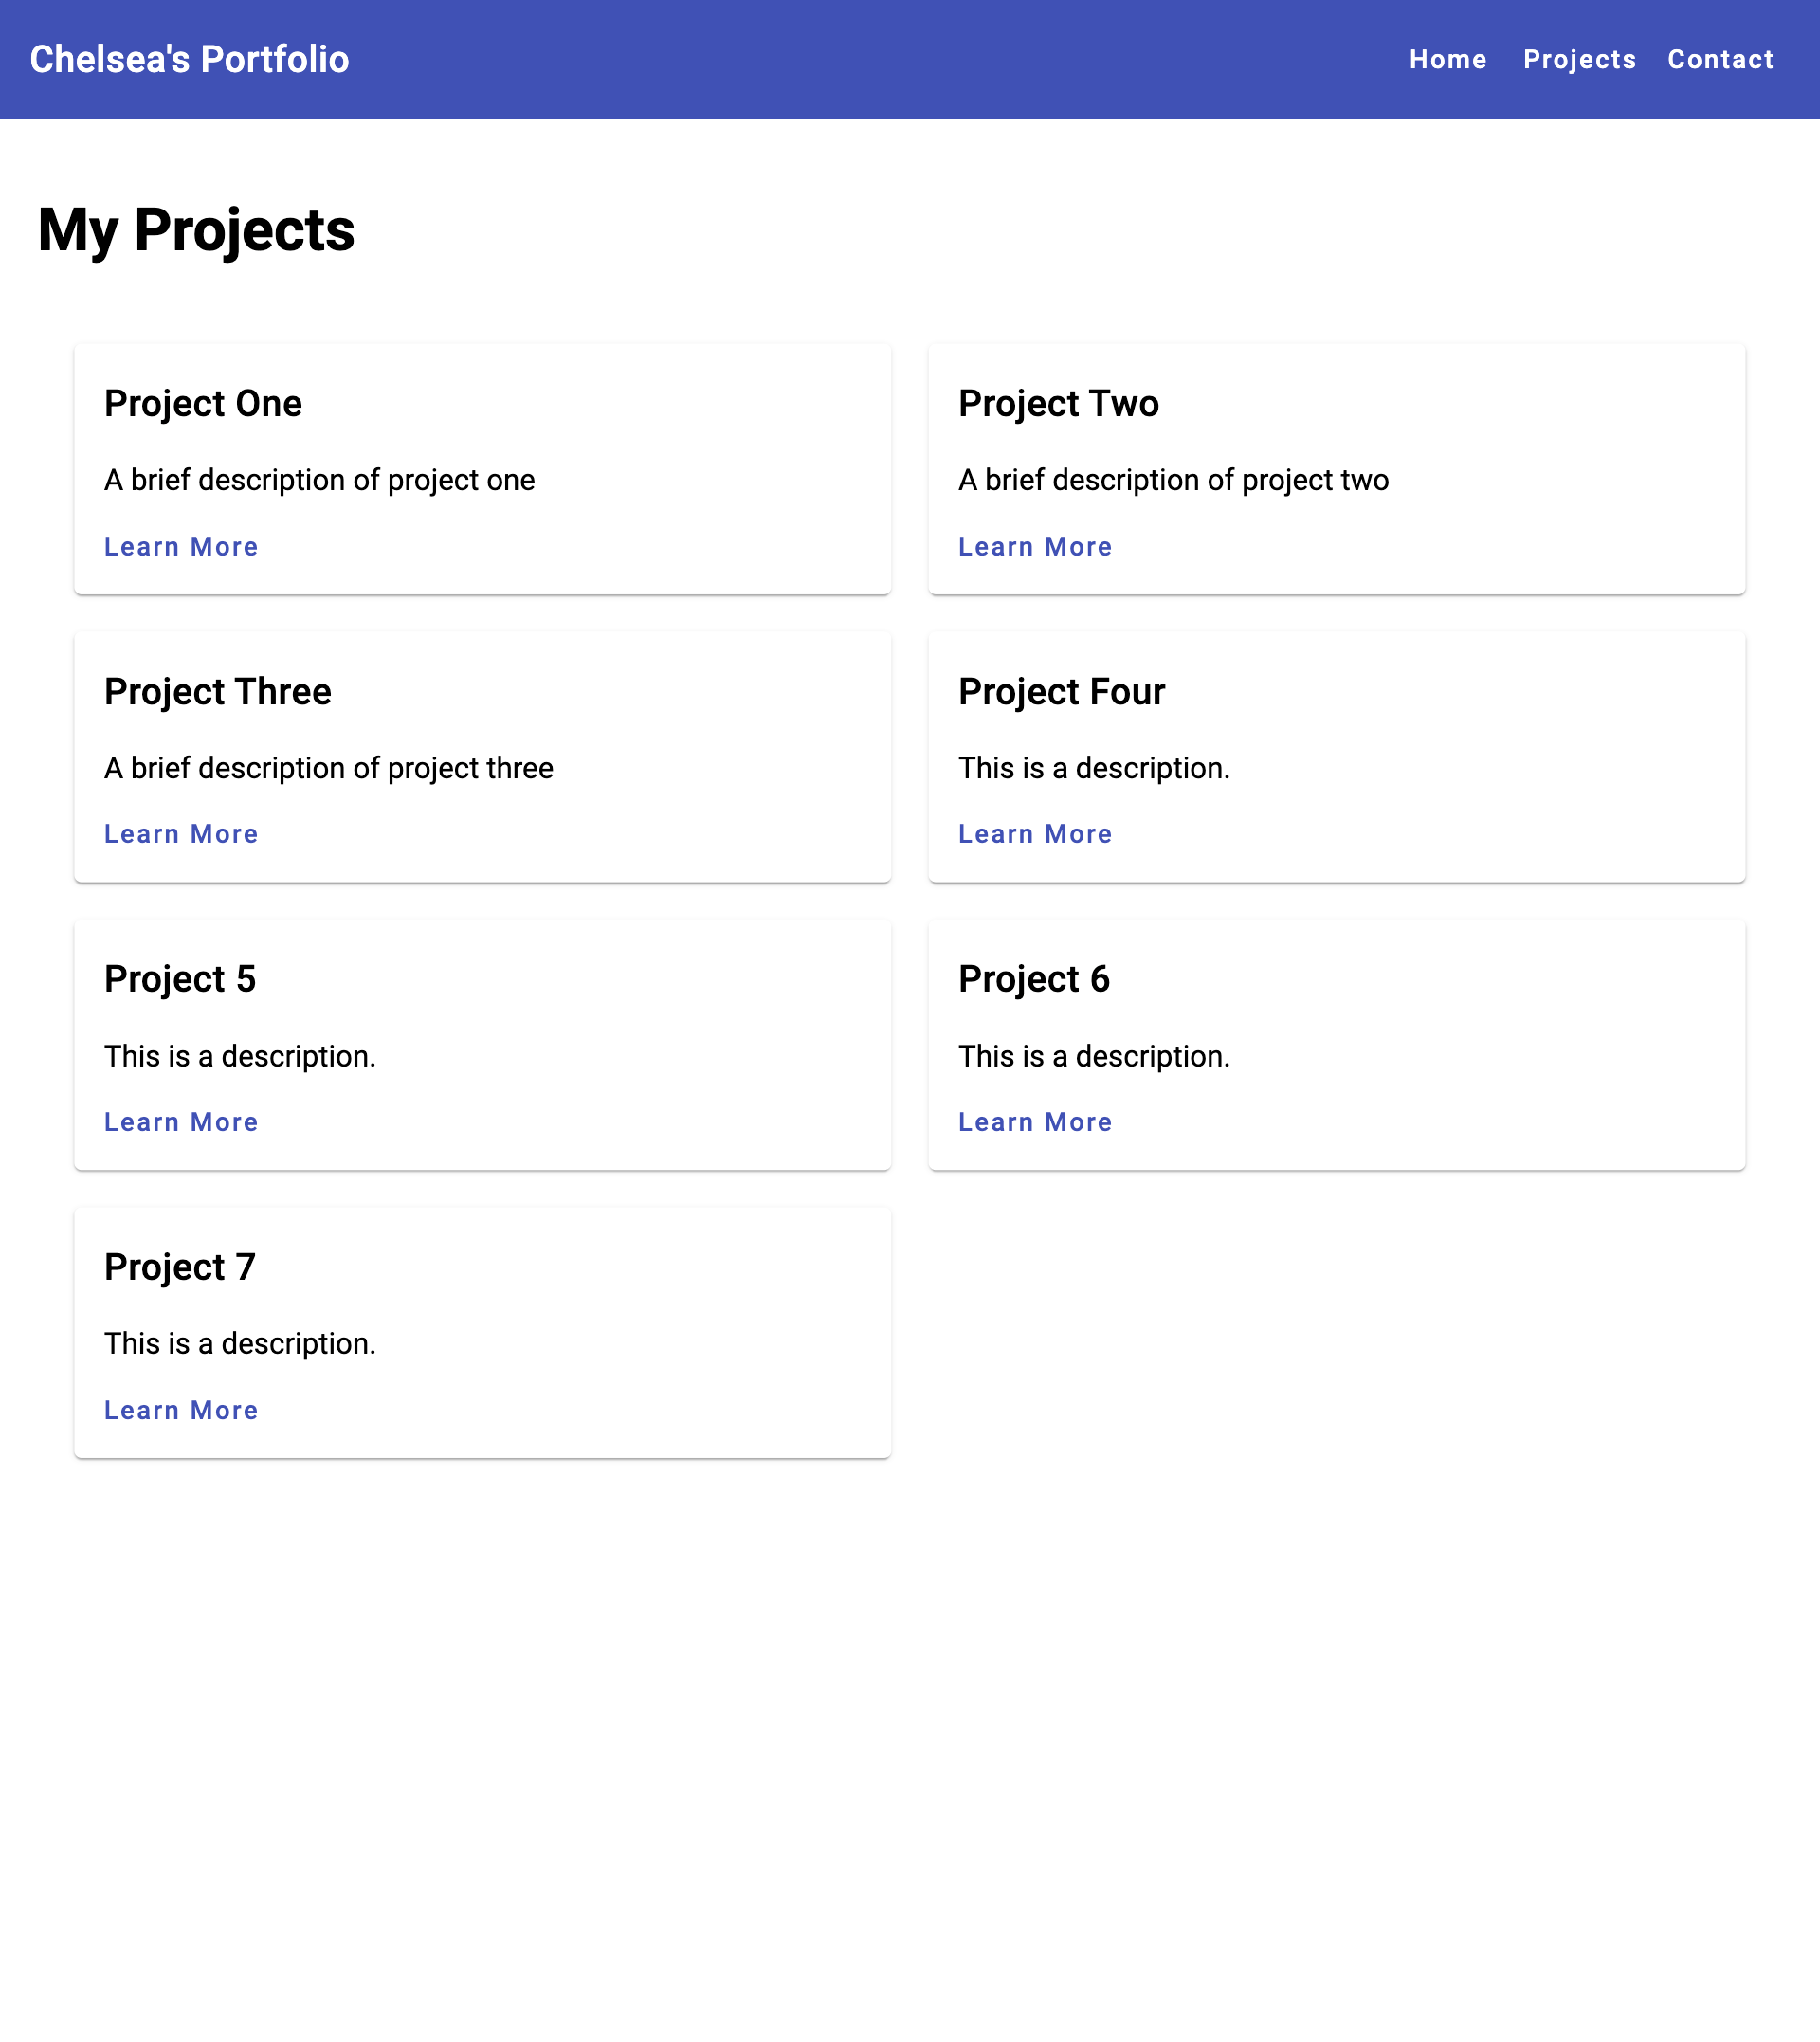 Chelsea's Portfolio
Home Projects Contact
My Projects
Project One
A brief description of project one
Learn More
Project Two
A brief description of project two
Learn More
Project Three
A brief description of project three
Learn More
Project Four
This is a description.
Learn More
Project 5
This is a description.
Learn More
Project 6
This is a description.
Learn More
Project 7
This is a description.
Learn More